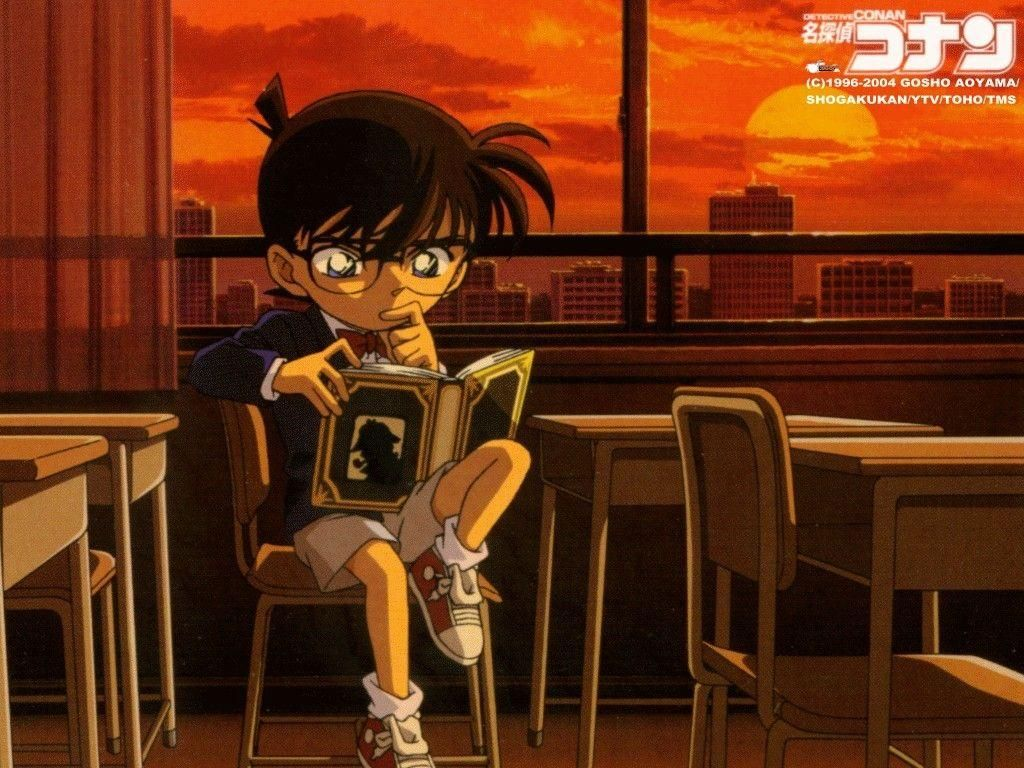 DETECTIVE CONAN
名探偵
コナン
(C)1996-2004 GOSHO AOYAMA/
SHOGAKUKAN/YTV/TOHO/TMS